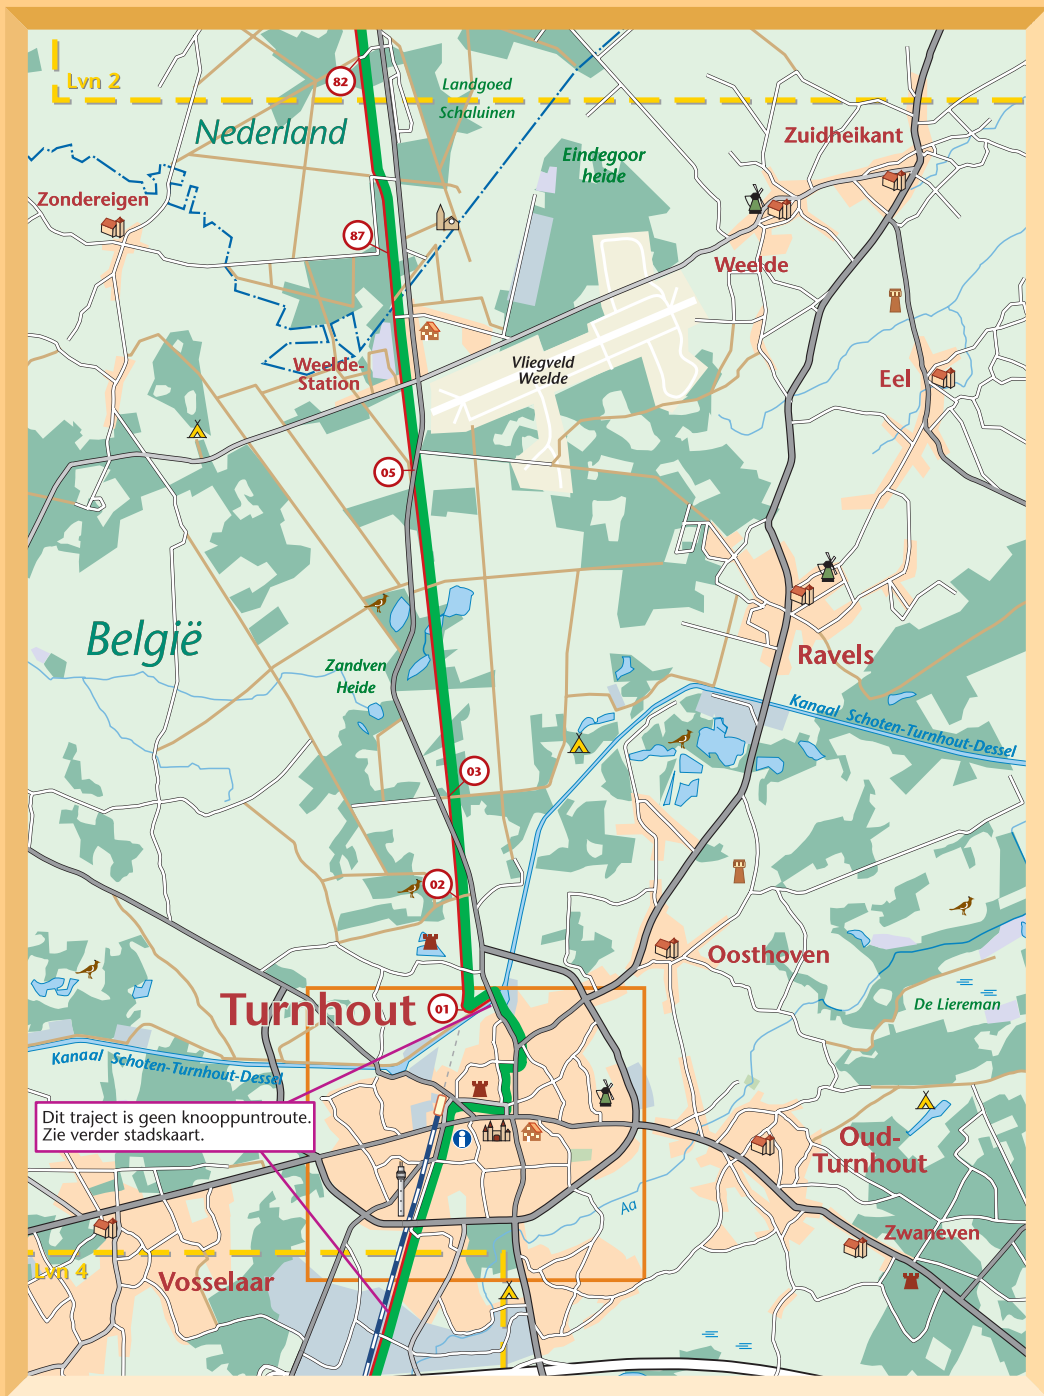 Lvn 2
82
Landgoed
Schaluinen
Nederland
Zuidheikant
Eindegoor
heide
Zondereigen
87
Weelde
Weelde-
Station
Vliegveld
Weelde
Eel
05
België
Zandven
Heide
Ravels
Kanaal Schoten-Turnhout-Dessel
03
02
Oosthoven
Turnhout
01
De Liereman
Kanaal Schoten-Turnhout-Dessel
Dit traject is geen knooppuntroute.
Zie verder stadskaart.
i
Oud-
Turnhout
Aa
Zwaneven
Lvn 4
Vosselaar